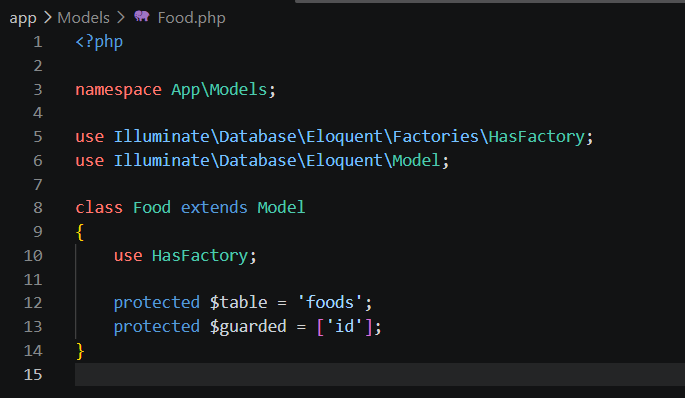 app > Models > Food.php
1 <?php
2
3 namespace App\Models;
4
5 use Illuminate\Database\Eloquent\Factories\HasFactory;
6 use Illuminate\Database\Eloquent\Model;
7
8 class Food extends Model
9 {
10     use HasFactory;
11
12     protected $table = 'foods';
13     protected $guarded = ['id'];
14 }
15